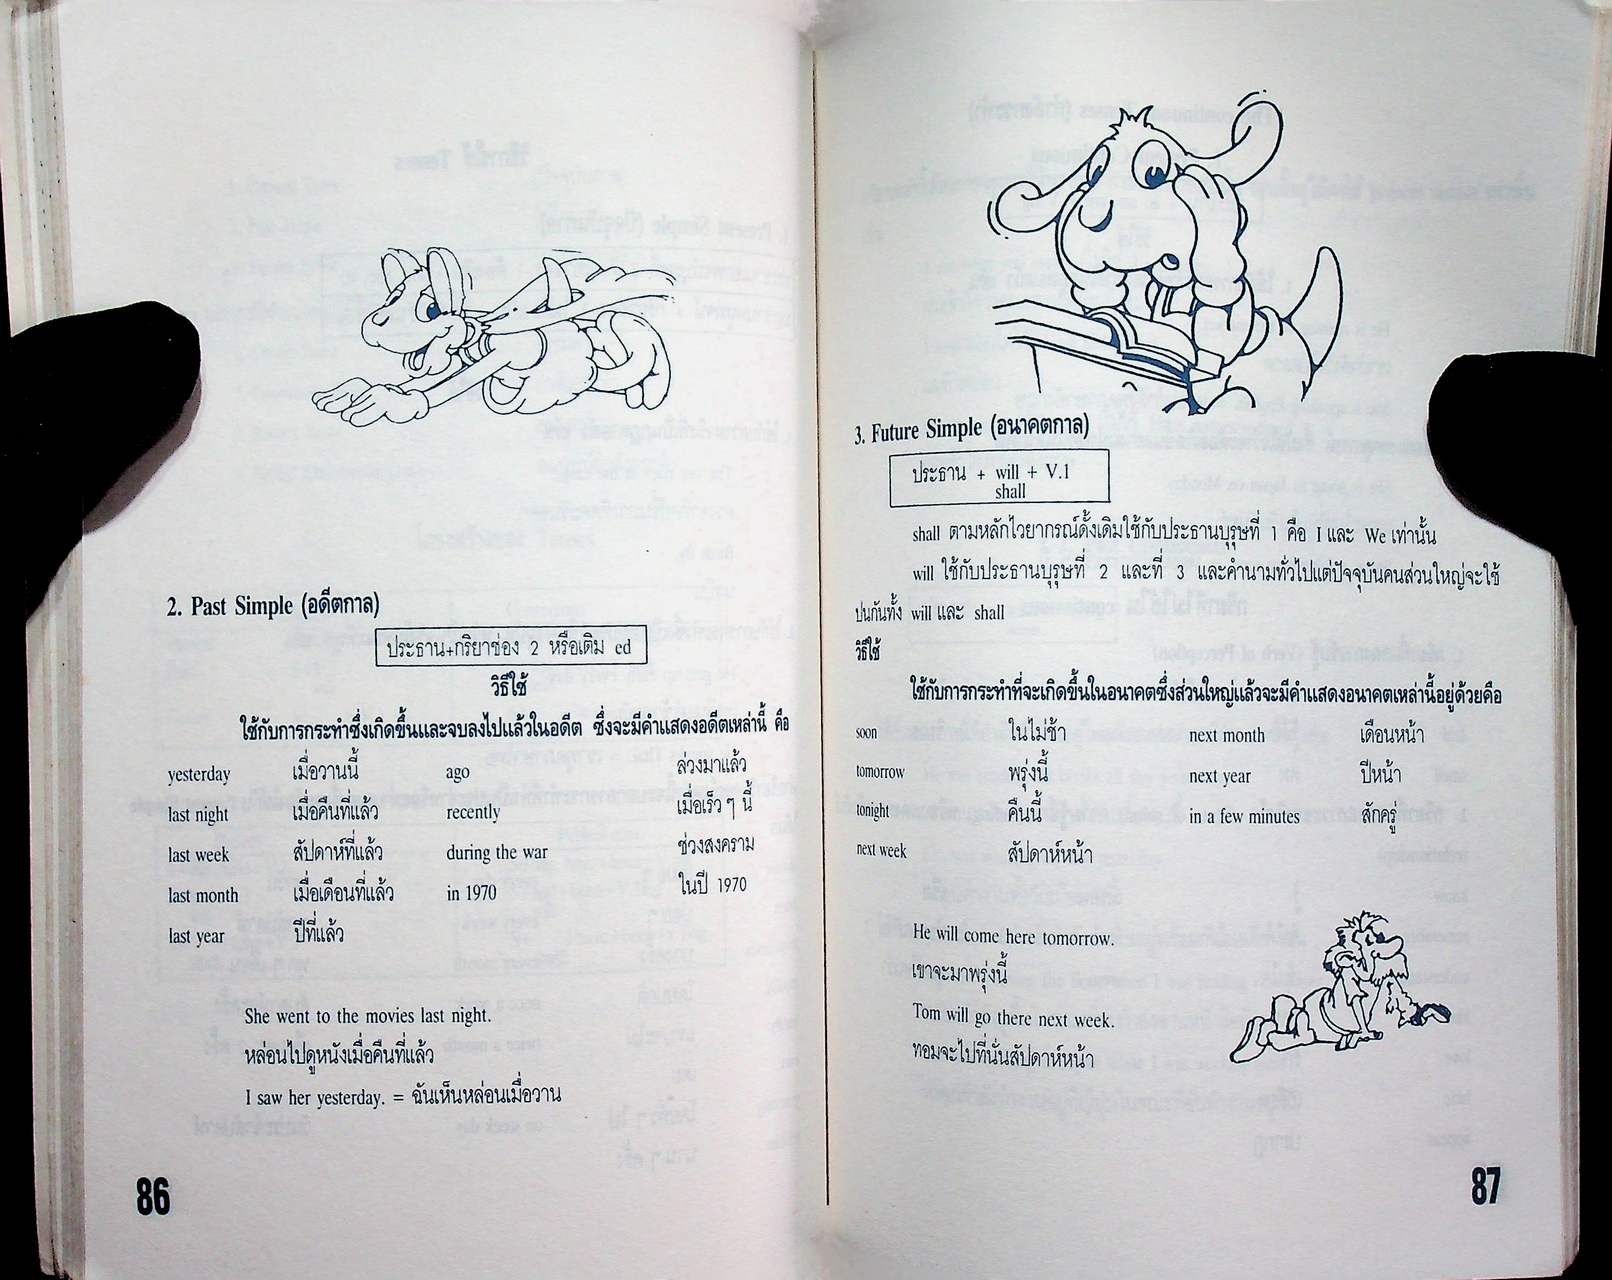 2. Past Simple (อดีตกาล)
ประธาน+กริยาช่อง 2 หรือเติม ed
วิธีใช้
ใช้กับการกระทำซึ่งเกิดขึ้นและจบลงไปแล้วในอดีต ซึ่งจะมีคำแสดงอดีตเหล่านี้ คือ
yesterday เมื่อวานนี้ ago ล่วงมาแล้ว
last night เมื่อคืนที่แล้ว recently เมื่อเร็วๆ นี้
last week สัปดาห์ที่แล้ว during the war ช่วงสงคราม
last month เมื่อเดือนที่แล้ว in 1970 ในปี 1970
last year ปีที่แล้ว
She went to the movies last night.
หล่อนไปดูหนังเมื่อคืนที่แล้ว
I saw her yesterday. = ฉันเห็นหล่อนเมื่อวาน
86
3. Future Simple (อนาคตกาล)
ประธาน + will + V.1
shall
shall ตามหลักไวยากรณ์ดั้งเดิมใช้กับประธานบุรุษที่ 1 คือ I และ We เท่านั้น
will ใช้กับประธานบุรุษที่ 2 และที่ 3 และคำนามทั่วไปแต่ปัจจุบันคนส่วนใหญ่จะใช้
ปนกันทั้ง will และ shall
วิธีใช้
ใช้กับการกระทำที่จะเกิดขึ้นในอนาคตซึ่งส่วนใหญ่แล้วจะมีคำแสดงอนาคตเหล่านี้อยู่ด้วยคือ
soon ในไม่ช้า next month เดือนหน้า
tomorrow พรุ่งนี้ next year ปีหน้า
tonight คืนนี้ in a few minutes สักครู่
next week สัปดาห์หน้า
He will come here tomorrow.
เขาจะมาพรุ่งนี้
Tom will go there next week.
ทอมจะไปที่นั่นสัปดาห์หน้า
87